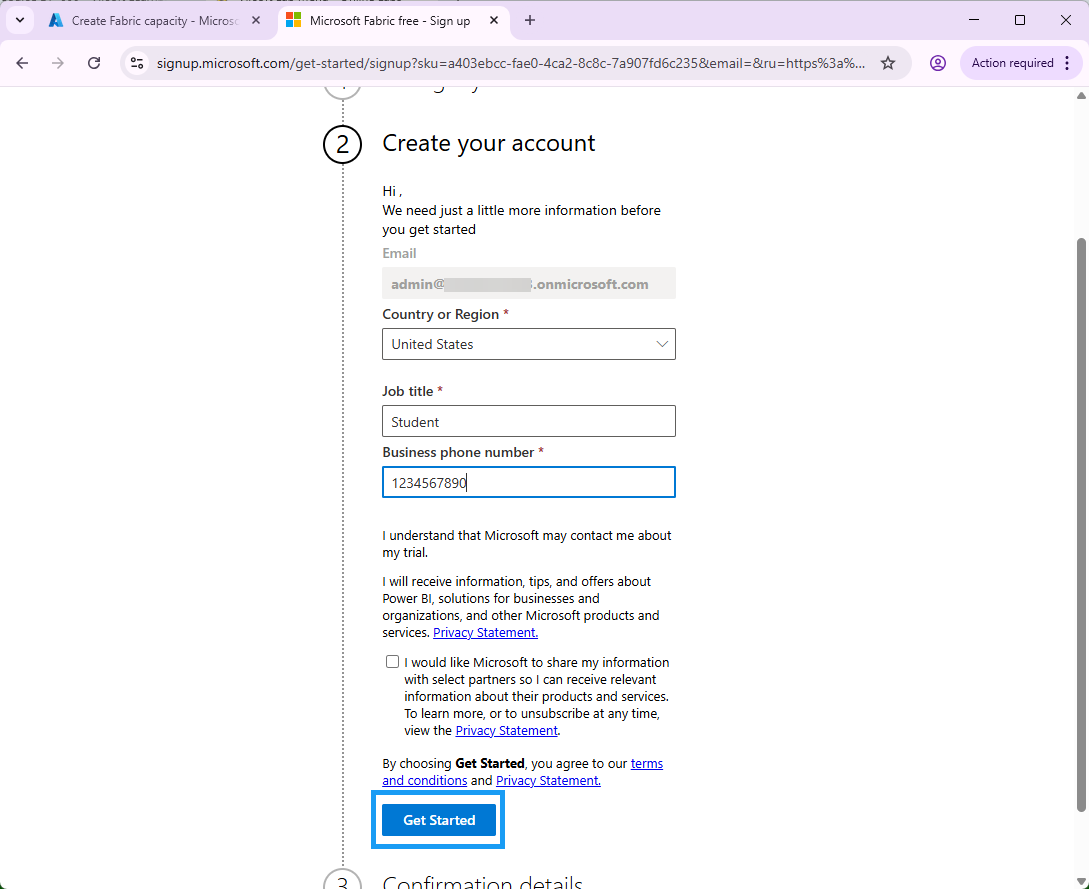 Create Fabric capacity - Microso
Microsoft Fabric free - Sign up
signup.microsoft.com/get-started/signup?sku=a403ebcc-fae0-4ca2-8c8c-7a907fd6c235&email=&ru=https%3a%...
Action required
2
Create your account
Hi ,
We need just a little more information before
you get started
Email
admin@ .onmicrosoft.com
Country or Region *
United States
Job title *
Student
Business phone number *
1234567890
I understand that Microsoft may contact me about
my trial.
I will receive information, tips, and offers about
Power BI, solutions for businesses and
organizations, and other Microsoft products and
services. Privacy Statement.
I would like Microsoft to share my information
with select partners so I can receive relevant
information about their products and services.
To learn more, or to unsubscribe at any time,
view the Privacy Statement.
By choosing Get Started, you agree to our terms
and conditions and Privacy Statement.
Get Started
3
Confirmation details